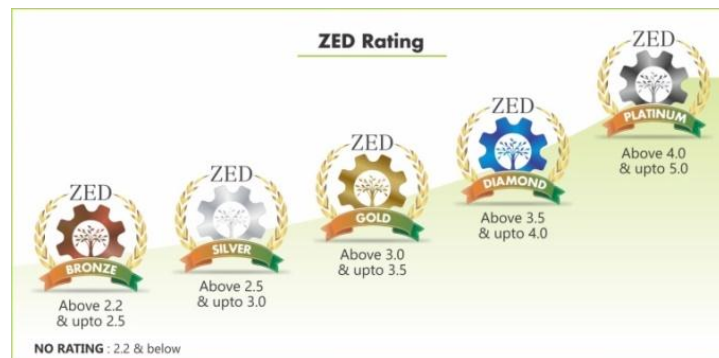 ZED Rating
ZED
BRONZE
Above 2.2
& upto 2.5
ZED
SILVER
Above 2.5
& upto 3.0
ZED
GOLD
Above 3.0
& upto 3.5
ZED
DIAMOND
Above 3.5
& upto 4.0
ZED
PLATINUM
Above 4.0
& upto 5.0
NO RATING : 2.2 & below